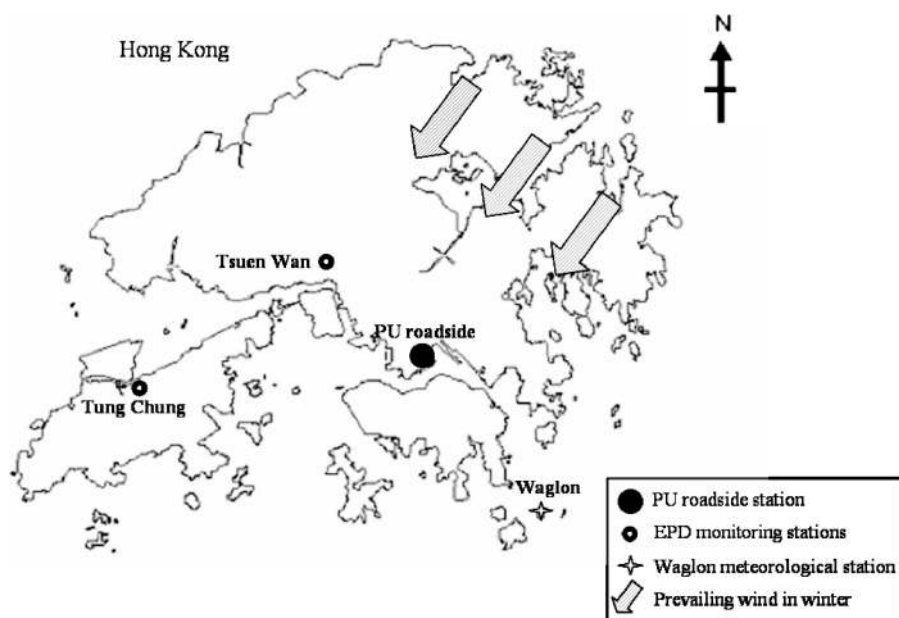 Hong Kong
N
Tsuen Wan
PU roadside
Tung Chung
Waglon
PU roadside station
EPD monitoring stations
Waglon meteorological station
Prevailing wind in winter